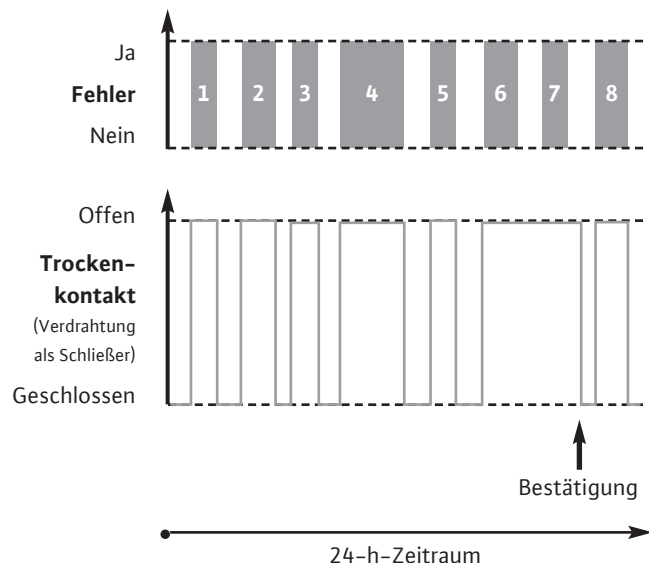 Ja
Fehler
Nein
1 2 3 4 5 6 7 8
Offen
Trocken-
kontakt
(Verdrahtung
als Schließer)
Geschlossen
Bestätigung
24-h-Zeitraum